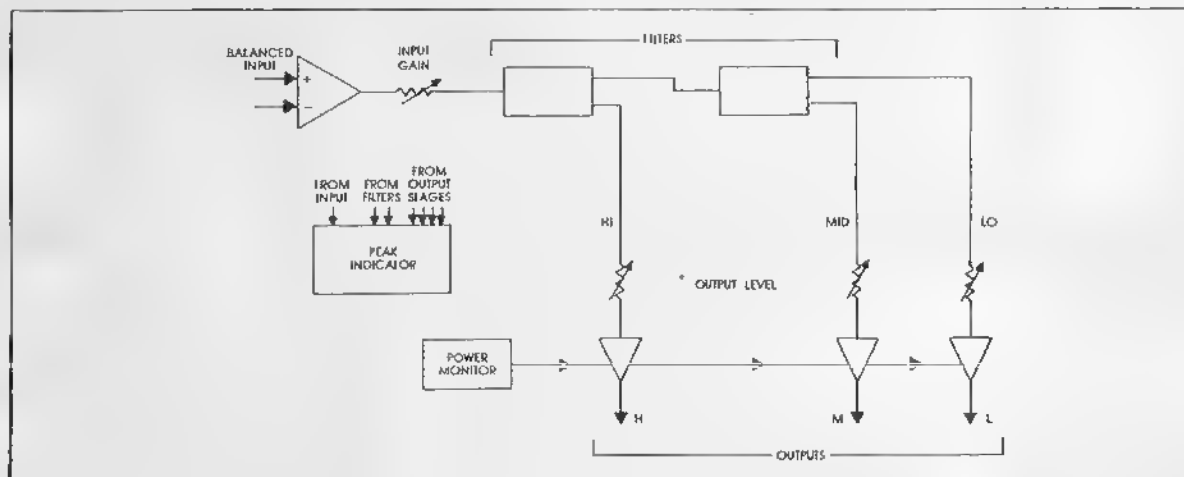 FILTERS
BALANCED
INPUT
INPUT
GAIN
+
−
FROM
INPUT
FROM
FILTERS
FROM
OUTPUT
STAGES
PEAK
INDICATOR
HI
MID
LO
* OUTPUT LEVEL
POWER
MONITOR
H
M
L
OUTPUTS